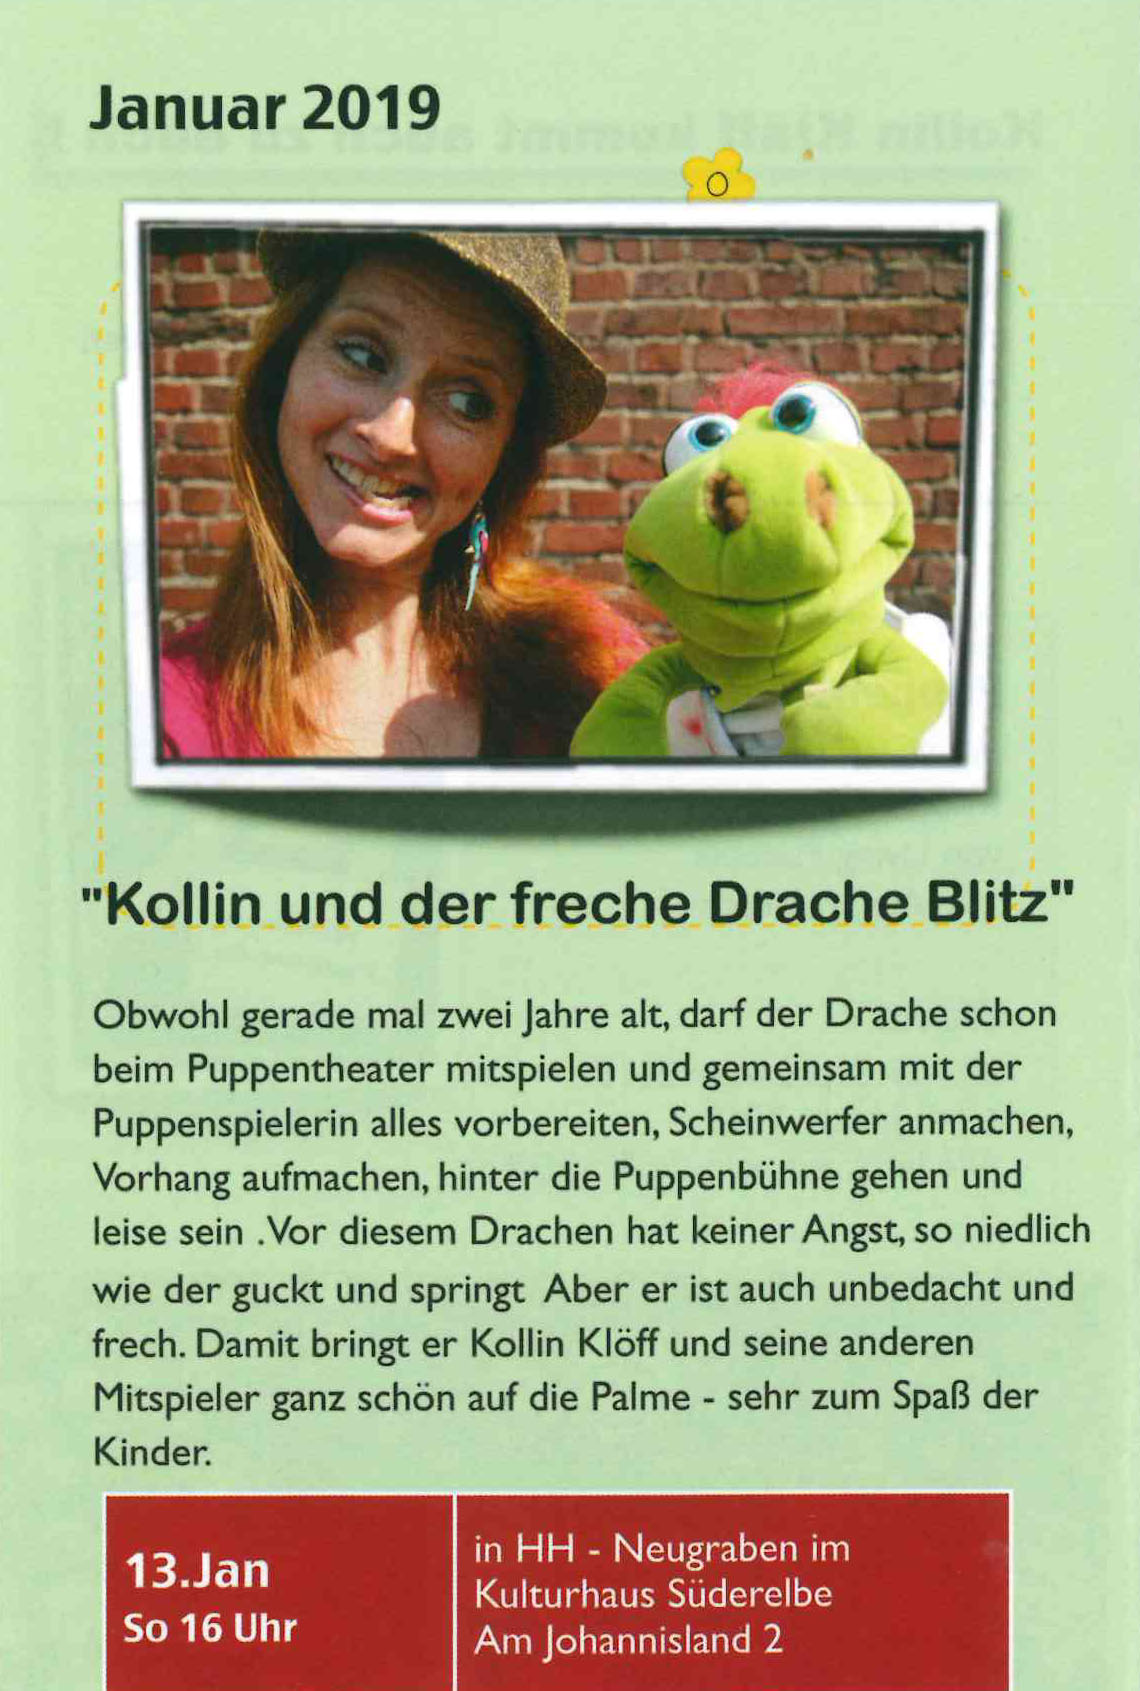 Januar 2019
"Kollin und der freche Drache Blitz"
Obwohl gerade mal zwei Jahre alt, darf der Drache schon
beim Puppentheater mitspielen und gemeinsam mit der
Puppenspielerin alles vorbereiten, Scheinwerfer anmachen,
Vorhang aufmachen, hinter die Puppenbühne gehen und
leise sein .Vor diesem Drachen hat keiner Angst, so niedlich
wie der guckt und springt  Aber er ist auch unbedacht und
frech. Damit bringt er Kollin Klöff und seine anderen
Mitspieler ganz schön auf die Palme - sehr zum Spaß der
Kinder.
13.Jan
So 16 Uhr
in HH - Neugraben im
Kulturhaus Süderelbe
Am Johannisland 2